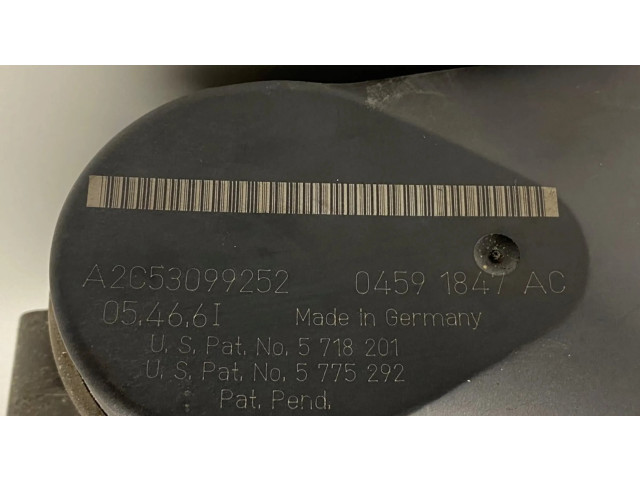 A2C53099252 0459 1847 AC
05.46.6I Made in Germany
U. S. Pat. No. 5 718 201
U. S. Pat. No. 5 775 292
Pat. Pend.